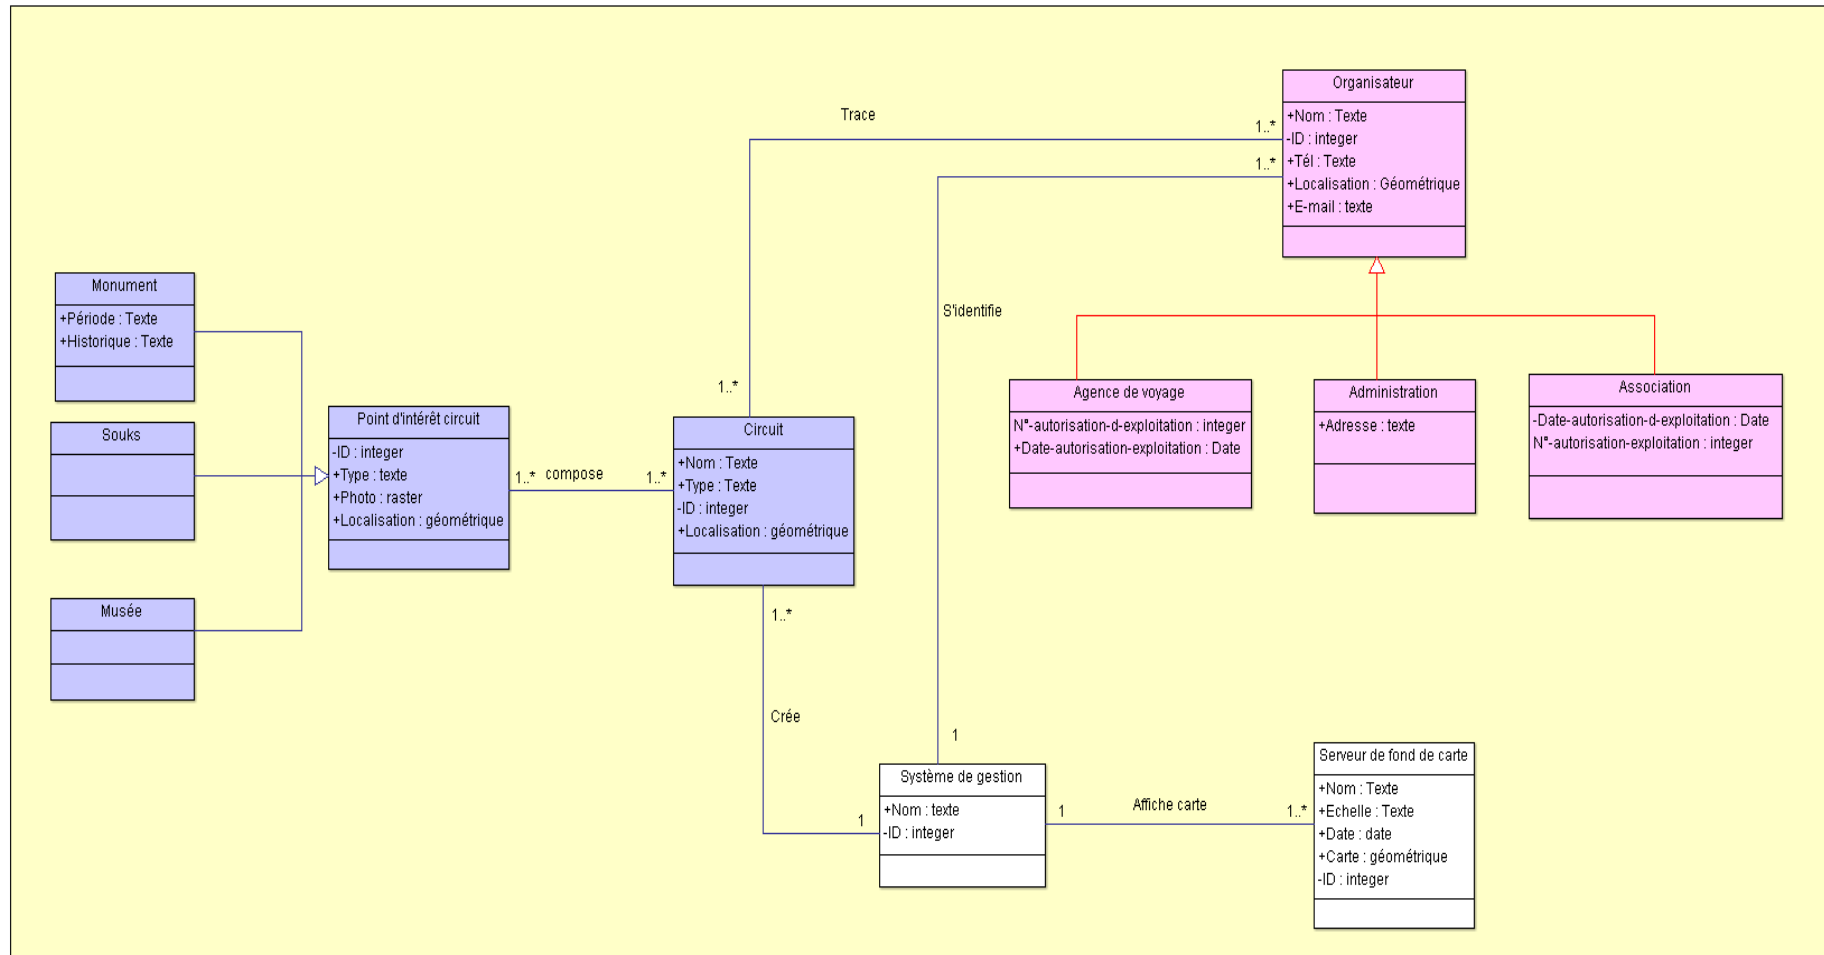 Organisateur
+Nom : Texte
-ID : integer
+Tél : Texte
+Localisation : Géométrique
+E-mail : texte
Trace
1..*
1..*
S'identifie
1..*
1
Monument
+Période : Texte
+Historique : Texte
Souks
Musée
Point d'intérêt circuit
-ID : integer
+Type : texte
+Photo : raster
+Localisation : géométrique
1..* compose 1..*
Circuit
+Nom : Texte
+Type : Texte
-ID : integer
+Localisation : géométrique
Agence de voyage
N°-autorisation-d-exploitation : integer
+Date-autorisation-exploitation : Date
Administration
+Adresse : texte
Association
-Date-autorisation-d-exploitation : Date
N°-autorisation-exploitation : integer
1..*
Crée
1
Système de gestion
+Nom : texte
-ID : integer
1 Affiche carte 1..*
Serveur de fond de carte
+Nom : Texte
+Echelle : Texte
+Date : date
+Carte : géométrique
-ID : integer